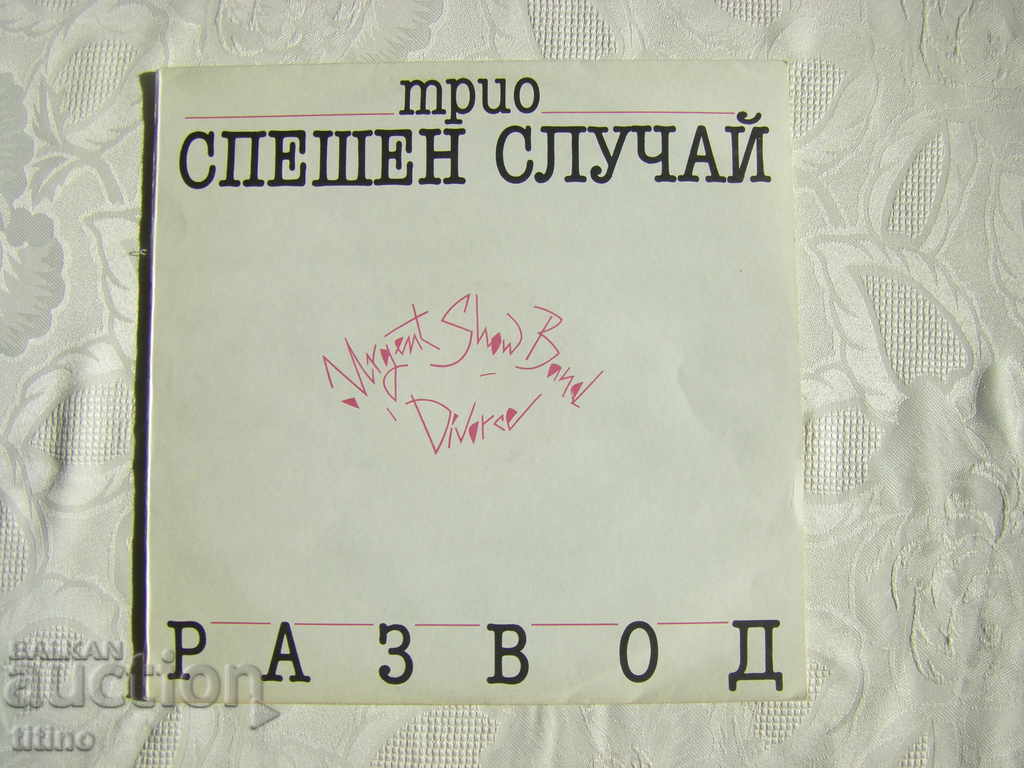 трио
СПЕШЕН СЛУЧАЙ
"Urgent Show Band"
- Divorce
РАЗВОД
BALKAN
auction
titino